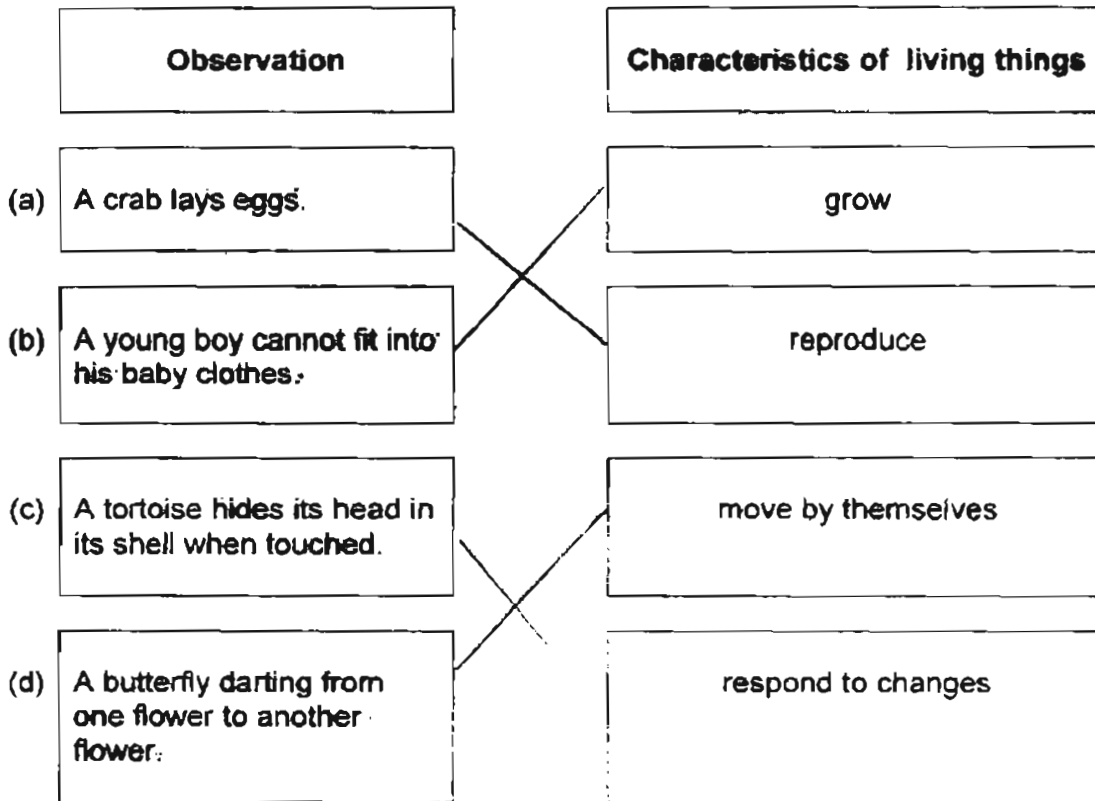 Observation
Characteristics of living things
(a) A crab lays eggs.
grow
(b) A young boy cannot fit into
his baby clothes.
reproduce
(c) A tortoise hides its head in
its shell when touched.
move by themselves
(d) A butterfly darting from
one flower to another
flower.
respond to changes